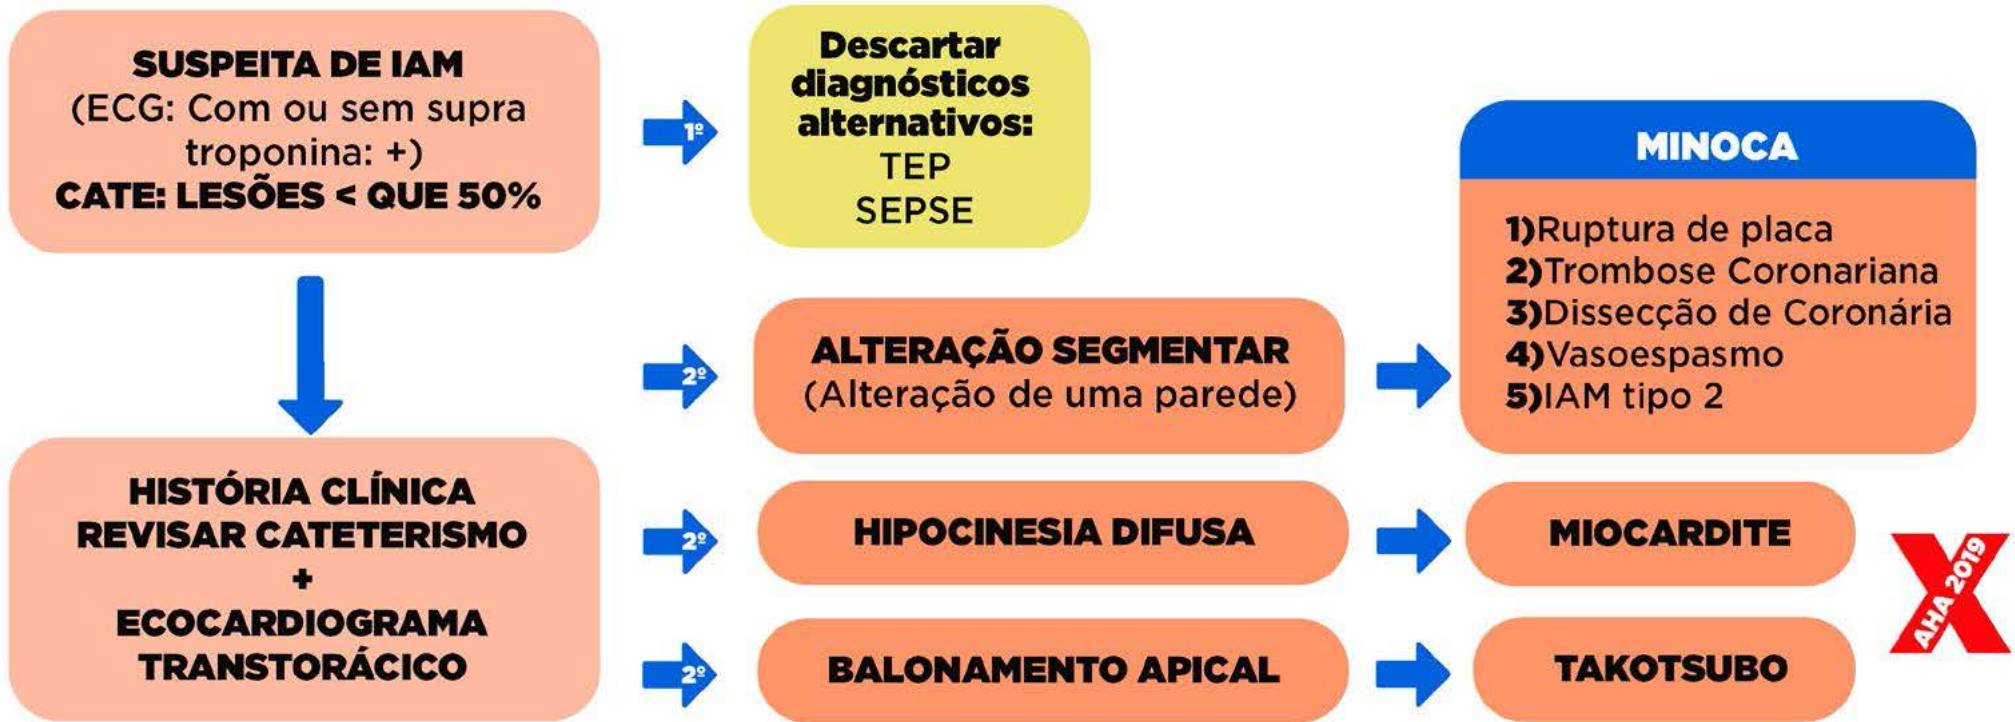 SUSPEITA DE IAM
(ECG: Com ou sem supra
troponina: +)
CATE: LESÕES < QUE 50%
1º
Descartar
diagnósticos
alternativos:
TEP
SEPSE
HISTÓRIA CLÍNICA
REVISAR CATETERISMO
+
ECOCARDIOGRAMA
TRANSTORÁCICO
2º
ALTERAÇÃO SEGMENTAR
(Alteração de uma parede)
MINOCA
1)Ruptura de placa
2)Trombose Coronariana
3)Dissecção de Coronária
4)Vasoespasmo
5)IAM tipo 2
2º
HIPOCINESIA DIFUSA
MIOCARDITE
2º
BALONAMENTO APICAL
TAKOTSUBO
AHA 2019